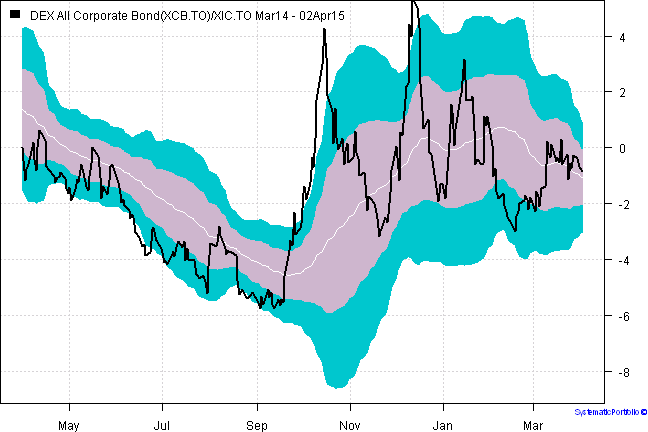 DEX All Corporate Bond(XCB.TO)/XIC.TO Mar14 - 02Apr15
4
2
0
-2
-4
-6
-8
May Jul Sep Nov Jan Mar
SystematicPortfolio ©